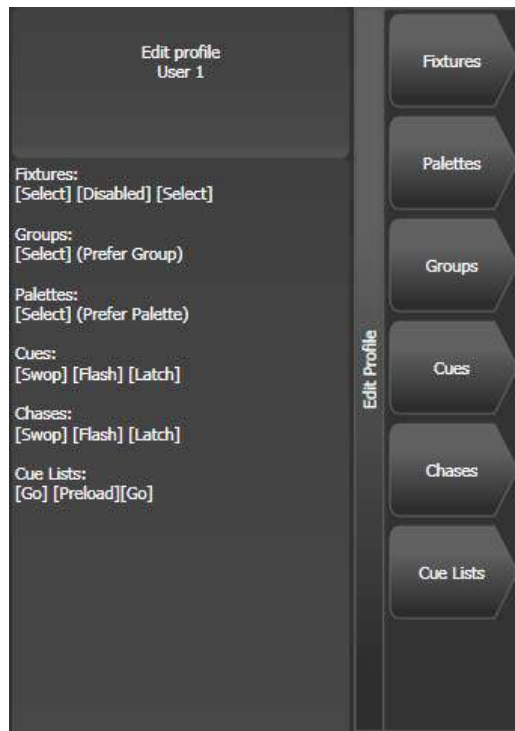 Edit profile
User 1
Fixtures:
[Select] [Disabled] [Select]
Groups:
[Select] (Prefer Group)
Palettes:
[Select] (Prefer Palette)
Cues:
[Swop] [Flash] [Latch]
Chases:
[Swop] [Flash] [Latch]
Cue Lists:
[Go] [Preload][Go]
Edit Profile
Fixtures
Palettes
Groups
Cues
Chases
Cue Lists